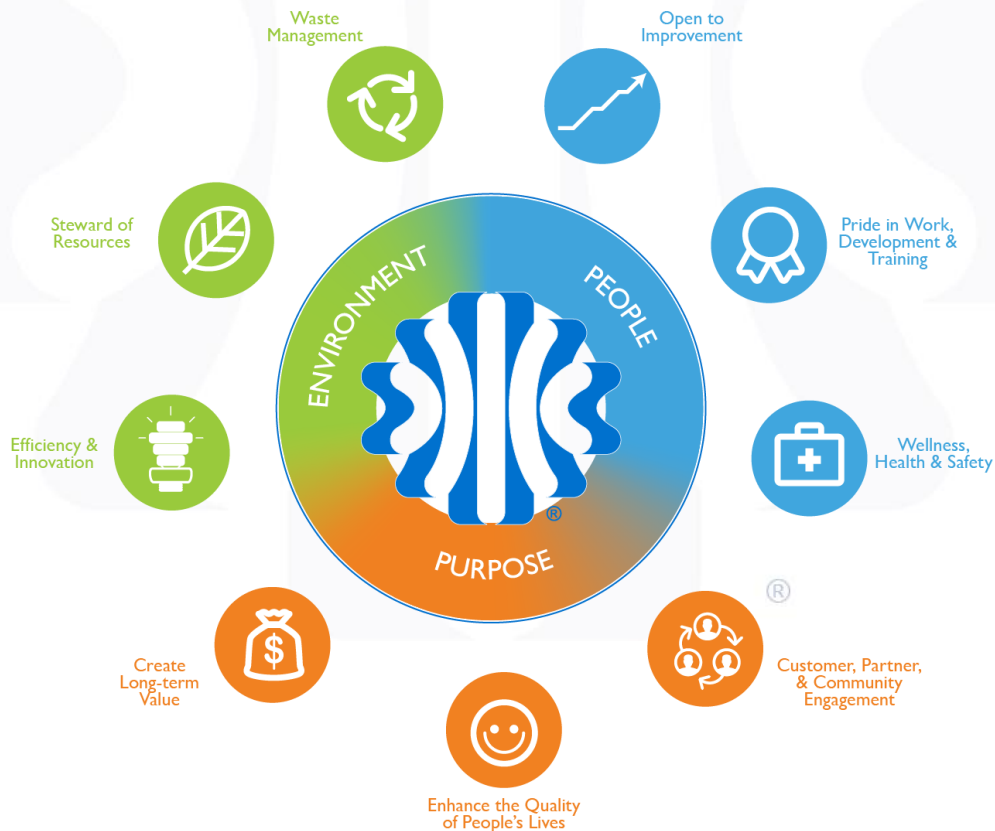 Waste
Management
Open to
Improvement
Steward of
Resources
Pride in Work,
Development &
Training
ENVIRONMENT
PEOPLE
Efficiency &
Innovation
Wellness,
Health & Safety
®
PURPOSE
$
®
Create
Long-term
Value
Customer, Partner,
& Community
Engagement
Enhance the Quality
of People's Lives